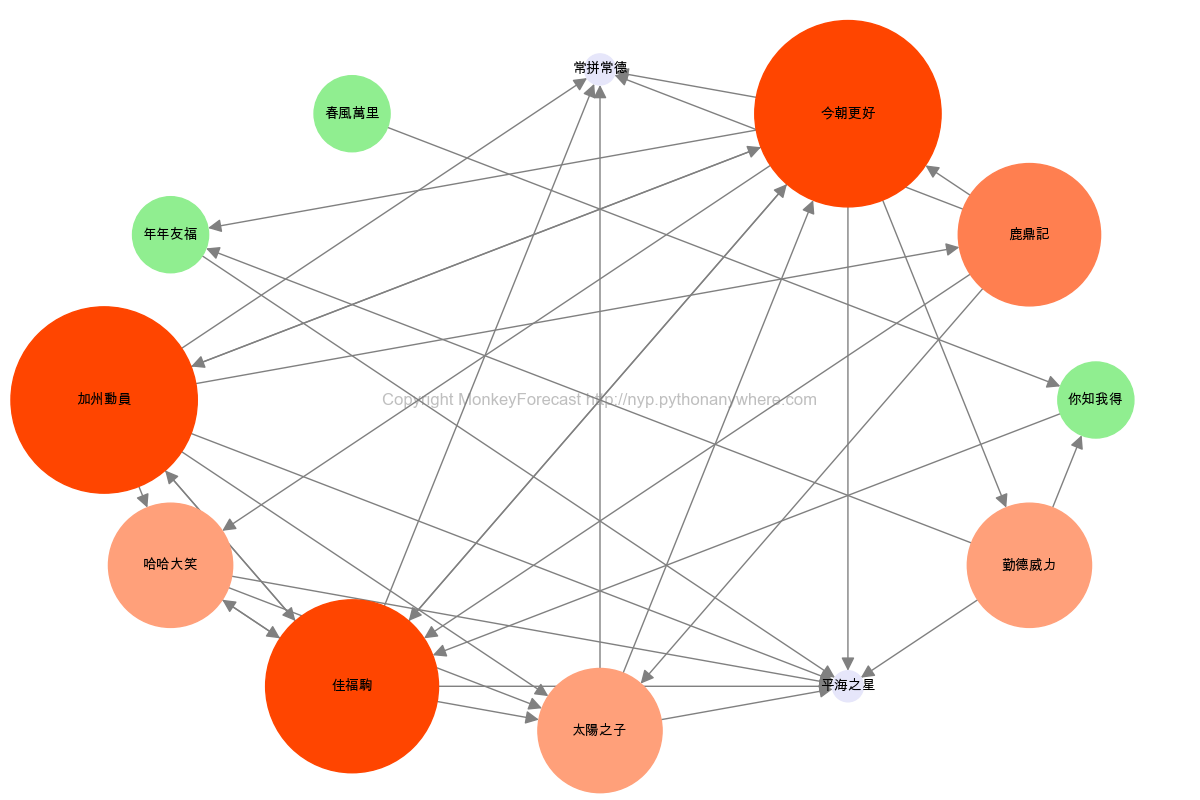 常拼常德
春風萬里
今朝更好
年年友福
鹿鼎記
加州動員
Copyright MonkeyForecast http://nyp.pythonanywhere.com
你知我得
哈哈大笑
勤德威力
佳福駒
平海之星
太陽之子